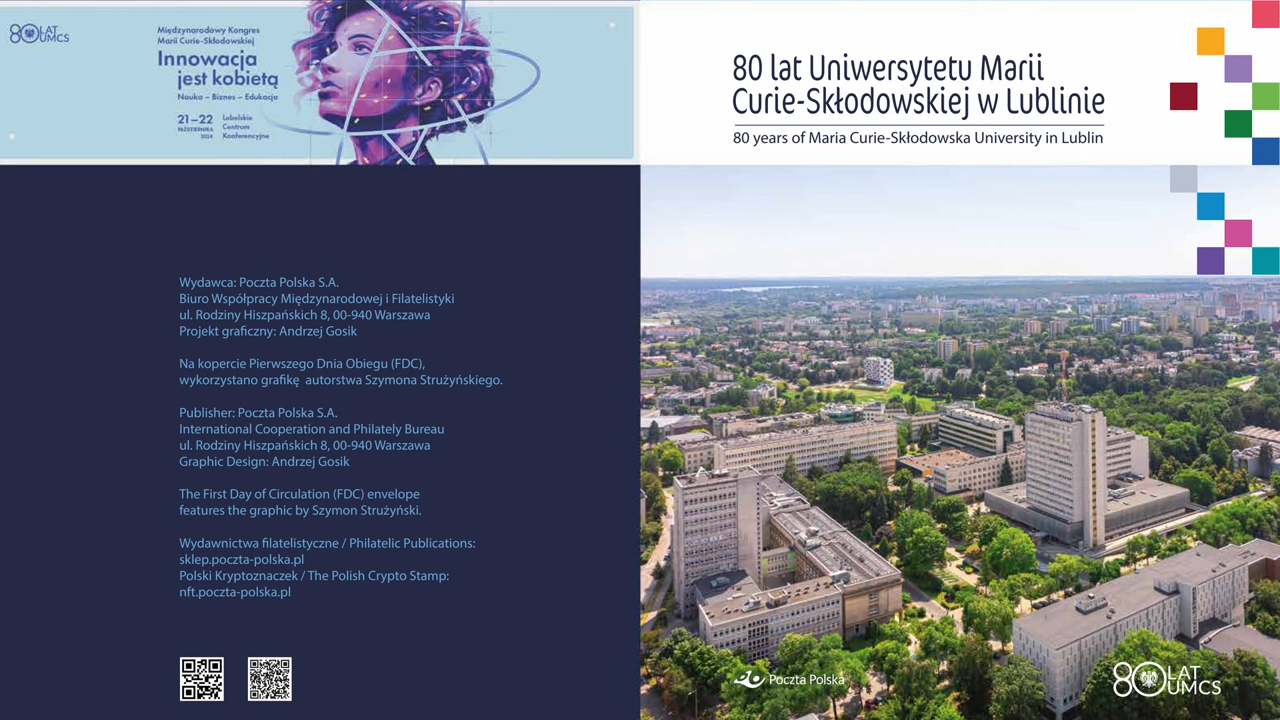 80 LAT
UMCS
Międzynarodowy Kongres
Marii Curie-Skłodowskiej
Innowacja
jest kobietą
Nauka – Biznes – Edukacja
21–22
PAŹDZIERNIKA
2024
Lubelskie
Centrum
Konferencyjne
Wydawca: Poczta Polska S.A.
Biuro Współpracy Międzynarodowej i Filatelistyki
ul. Rodziny Hiszpańskich 8, 00-940 Warszawa
Projekt graficzny: Andrzej Gosik
Na kopercie Pierwszego Dnia Obiegu (FDC),
wykorzystano grafikę autorstwa Szymona Strużyńskiego.
Publisher: Poczta Polska S.A.
International Cooperation and Philately Bureau
ul. Rodziny Hiszpańskich 8, 00-940 Warszawa
Graphic Design: Andrzej Gosik
The First Day of Circulation (FDC) envelope
features the graphic by Szymon Strużyński.
Wydawnictwa filatelistyczne / Philatelic Publications:
sklep.poczta-polska.pl
Polski Kryptoznaczek / The Polish Crypto Stamp:
nft.poczta-polska.pl
80 lat Uniwersytetu Marii
Curie-Skłodowskiej w Lublinie
80 years of Maria Curie-Skłodowska University in Lublin
Poczta Polska
80 LAT
UMCS